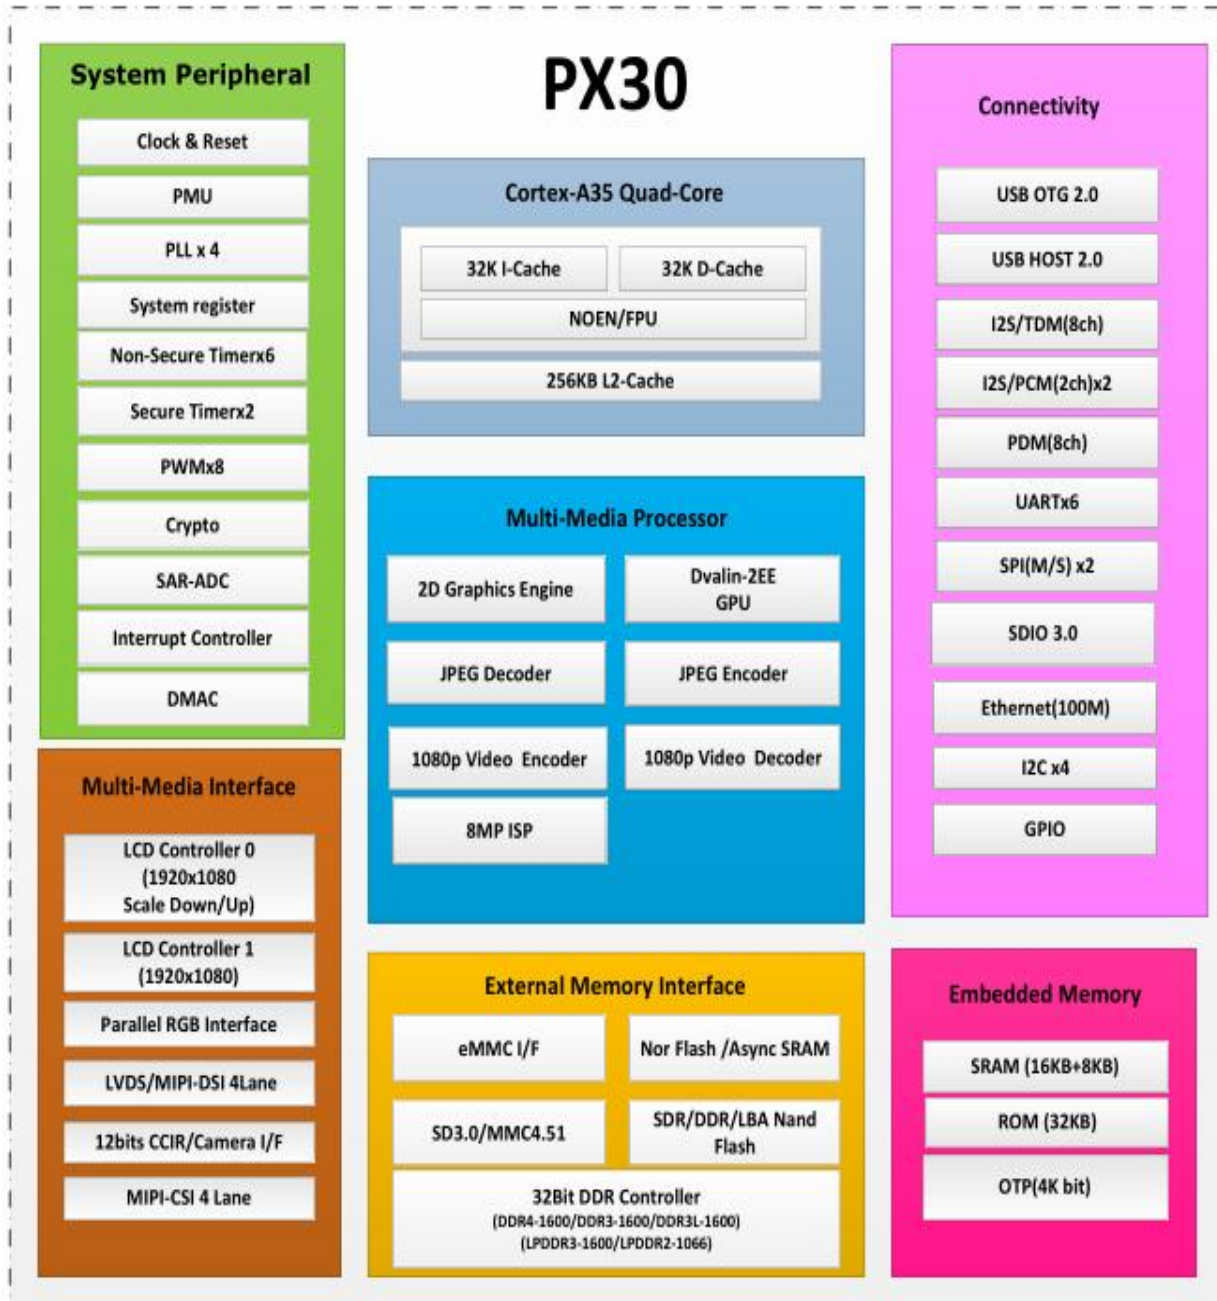 PX30
System Peripheral
Clock & Reset
PMU
PLL x 4
System register
Non-Secure Timerx6
Secure Timerx2
PWMx8
Crypto
SAR-ADC
Interrupt Controller
DMAC
Multi-Media Interface
LCD Controller 0
(1920x1080
Scale Down/Up)
LCD Controller 1
(1920x1080)
Parallel RGB Interface
LVDS/MIPI-DSI 4Lane
12bits CCIR/Camera I/F
MIPI-CSI 4 Lane
Cortex-A35 Quad-Core
32K I-Cache
32K D-Cache
NOEN/FPU
256KB L2-Cache
Multi-Media Processor
2D Graphics Engine
Dvalin-2EE
GPU
JPEG Decoder
JPEG Encoder
1080p Video Encoder
1080p Video Decoder
8MP ISP
External Memory Interface
eMMC I/F
Nor Flash /Async SRAM
SD3.0/MMC4.51
SDR/DDR/LBA Nand
Flash
32Bit DDR Controller
(DDR4-1600/DDR3-1600/DDR3L-1600)
(LPDDR3-1600/LPDDR2-1066)
Connectivity
USB OTG 2.0
USB HOST 2.0
I2S/TDM(8ch)
I2S/PCM(2ch)x2
PDM(8ch)
UARTx6
SPI(M/S) x2
SDIO 3.0
Ethernet(100M)
I2C x4
GPIO
Embedded Memory
SRAM (16KB+8KB)
ROM (32KB)
OTP(4K bit)